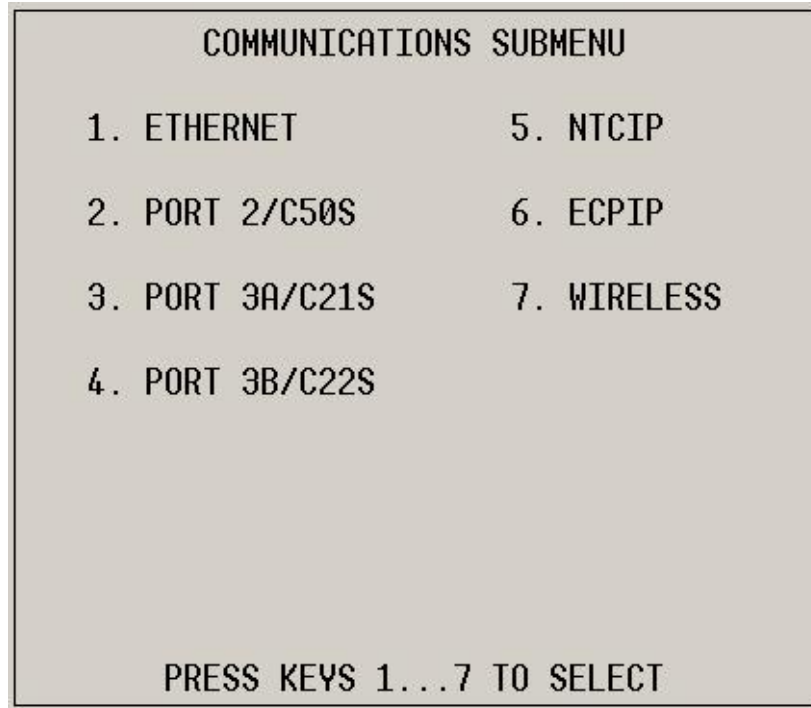 COMMUNICATIONS SUBMENU
1. ETHERNET
2. PORT 2/C50S
3. PORT 3A/C21S
4. PORT 3B/C22S
5. NTCIP
6. ECPIP
7. WIRELESS
PRESS KEYS 1...7 TO SELECT